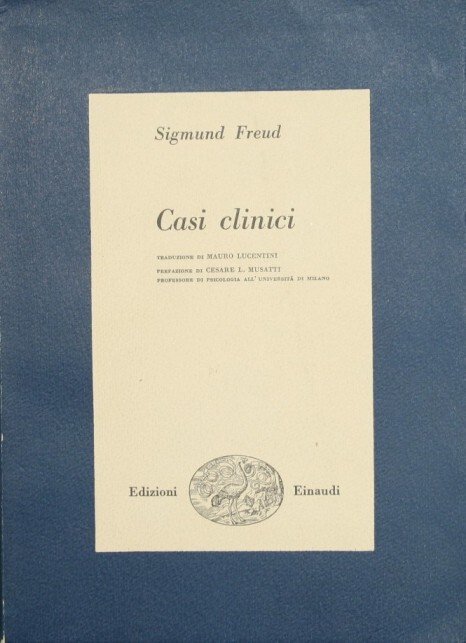 Sigmund Freud
Casi clinici
TRADUZIONE DI MAURO LUCENTINI
PREFAZIONE DI CESARE L. MUSATTI
PROFESSORE DI PSICOLOGIA ALL'UNIVERSITÀ DI MILANO
Edizioni Einaudi